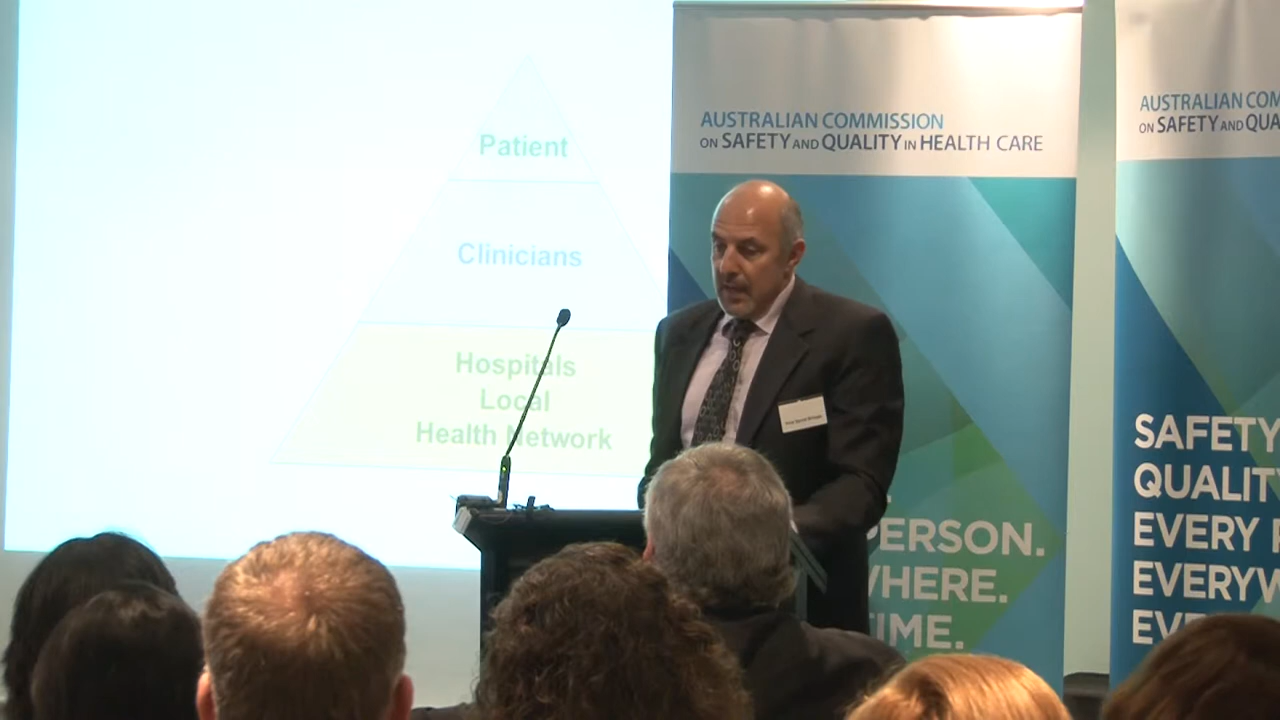 Patient
Clinicians
Hospitals
Local
Health Network
AUSTRALIAN COMMISSION
ON SAFETY AND QUALITY IN HEALTH CARE
PERSON.
WHERE.
TIME.
AUSTRALIAN COM
ON SAFETY AND QUA
SAFETY
QUALIT
EVERY
EVERYW